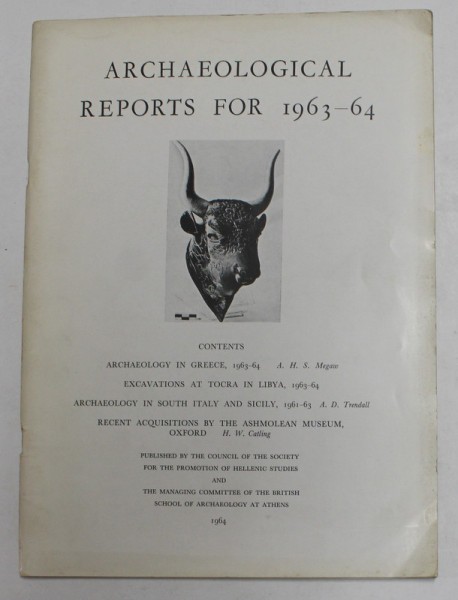 ARCHAEOLOGICAL
REPORTS FOR 1963–64
CONTENTS
ARCHAEOLOGY IN GREECE, 1963-64 A. H. S. Megaw
EXCAVATIONS AT TOCRA IN LIBYA, 1963-64
ARCHAEOLOGY IN SOUTH ITALY AND SICILY, 1961-63 A. D. Trendall
RECENT ACQUISITIONS BY THE ASHMOLEAN MUSEUM,
OXFORD H. W. Catling
PUBLISHED BY THE COUNCIL OF THE SOCIETY
FOR THE PROMOTION OF HELLENIC STUDIES
AND
THE MANAGING COMMITTEE OF THE BRITISH
SCHOOL OF ARCHAEOLOGY AT ATHENS
1964